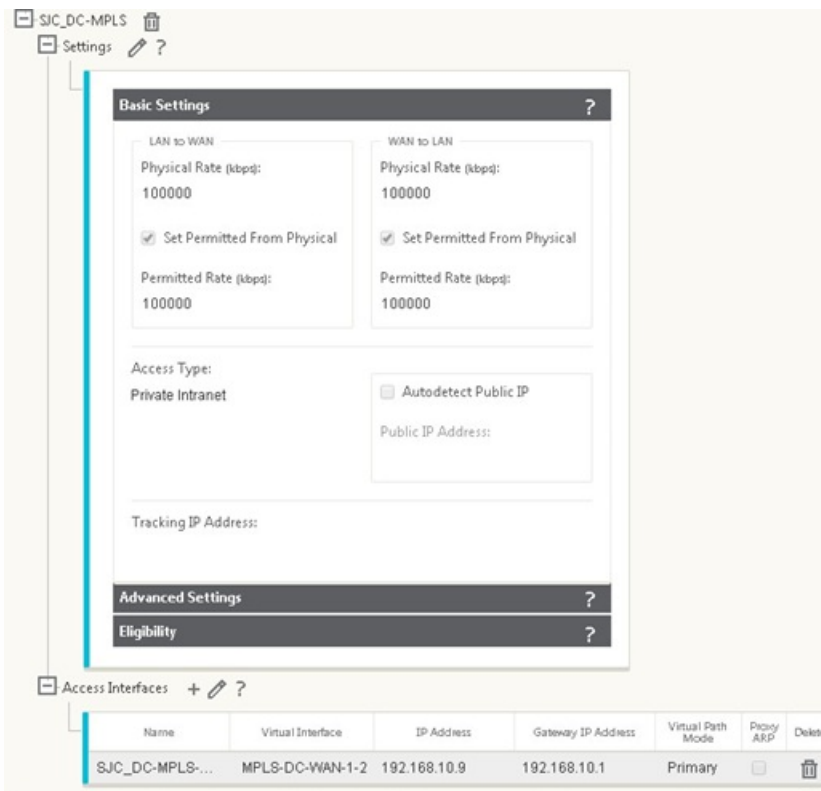 SJC_DC-MPLS
Settings ?
Basic Settings ?
LAN to WAN WAN to LAN
Physical Rate (kbps): Physical Rate (kbps):
100000 100000
Set Permitted From Physical Set Permitted From Physical
Permitted Rate (kbps): Permitted Rate (kbps):
100000 100000
Access Type:
Private Intranet
Autodetect Public IP
Public IP Address:
Tracking IP Address:
Advanced Settings ?
Eligibility ?
Access Interfaces + ?
Name Virtual Interface IP Address Gateway IP Address Virtual Path Mode Proxy ARP Delet
SJC_DC-MPLS-... MPLS-DC-WAN-1-2 192.168.10.9 192.168.10.1 Primary